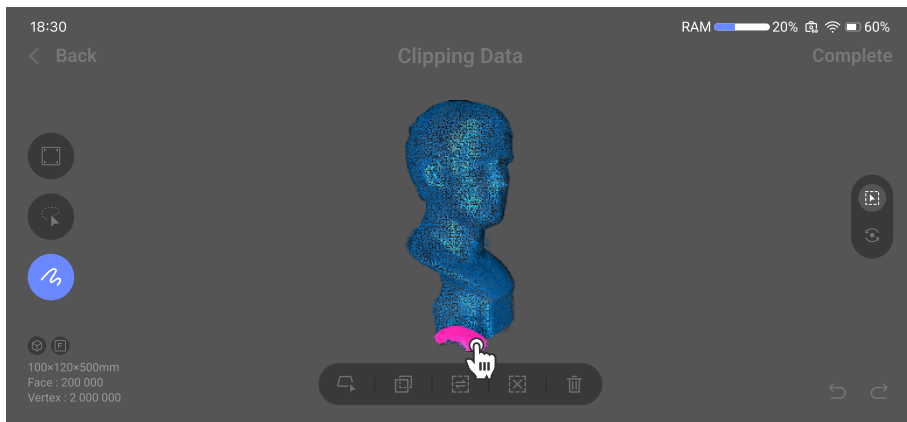 18:30
RAM 20% 60%
Back
Clipping Data
Complete
F
100×120×500mm
Face : 200 000
Vertex : 2 000 000